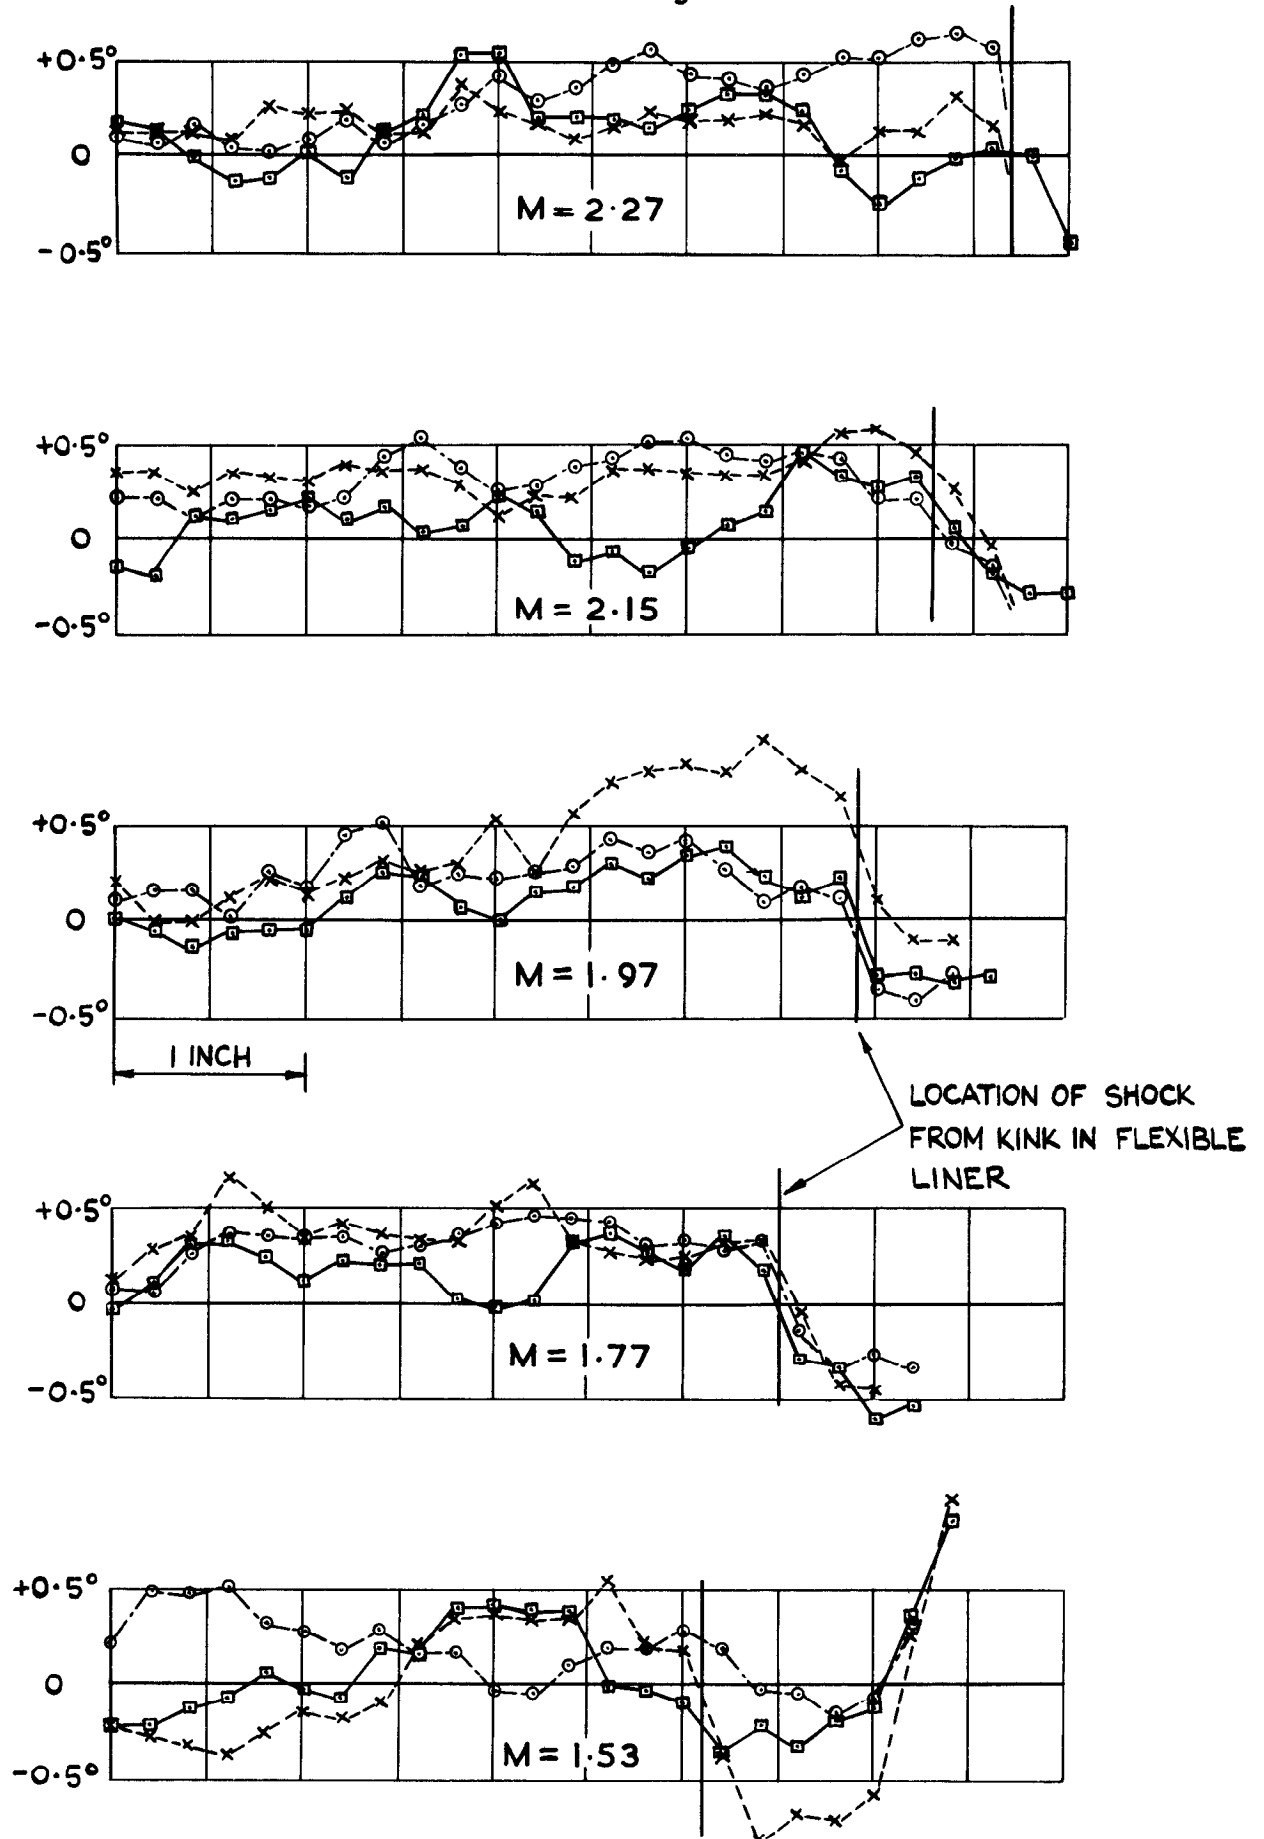 +0.5°
0
M = 2.27
-0.5°
+0.5°
0
M = 2.15
-0.5°
+0.5°
0
M = 1.97
-0.5°
1 INCH
LOCATION OF SHOCK
FROM KINK IN FLEXIBLE
LINER
+0.5°
0
M = 1.77
-0.5°
+0.5°
0
M = 1.53
-0.5°